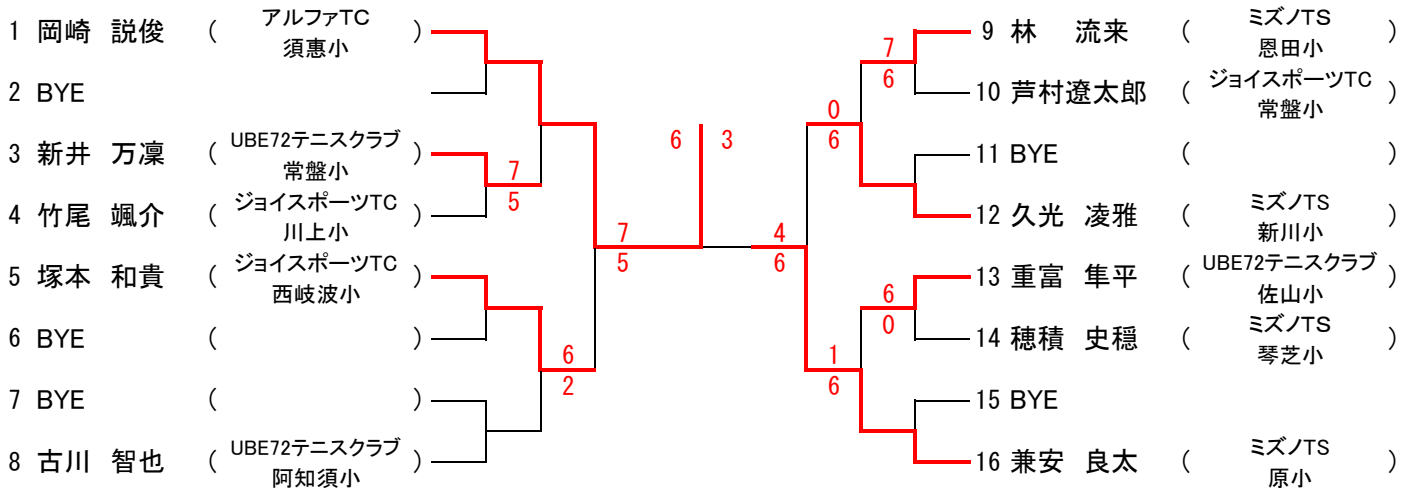 1 岡崎 説俊 ( アルファTC 須恵小 )
2 BYE
3 新井 万凜 ( UBE72テニスクラブ 常盤小 )
4 竹尾 颯介 ( ジョイスポーツTC 川上小 )
5 塚本 和貴 ( ジョイスポーツTC 西岐波小 )
6 BYE ( )
7 BYE ( )
8 古川 智也 ( UBE72テニスクラブ 阿知須小 )
7
5
6
2
7
5
6 3
4
6
0
6
1
6
7
6
6
0
9 林 流来 ( ミズノTS 恩田小 )
10 芦村遼太郎 ( ジョイスポーツTC 常盤小 )
11 BYE ( )
12 久光 凌雅 ( ミズノTS 新川小 )
13 重富 隼平 ( UBE72テニスクラブ 佐山小 )
14 穂積 史穏 ( ミズノTS 琴芝小 )
15 BYE
16 兼安 良太 ( ミズノTS 原小 )